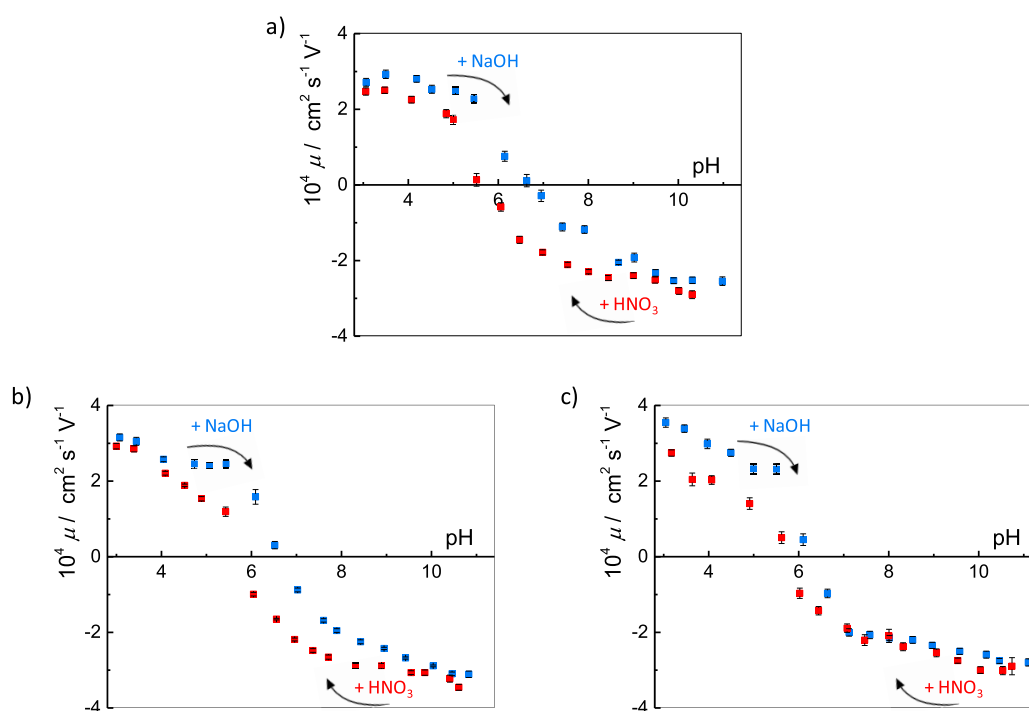 a)
4
+ NaOH
2
10⁴ μ / cm² s⁻¹ V⁻¹
pH
0
4 6 8 10
-2
+ HNO₃
-4
b)
4
+ NaOH
2
10⁴ μ / cm² s⁻¹ V⁻¹
pH
0
4 6 8 10
-2
+ HNO₃
-4
c)
4
+ NaOH
2
10⁴ μ / cm² s⁻¹ V⁻¹
pH
0
4 6 8 10
-2
+ HNO₃
-4